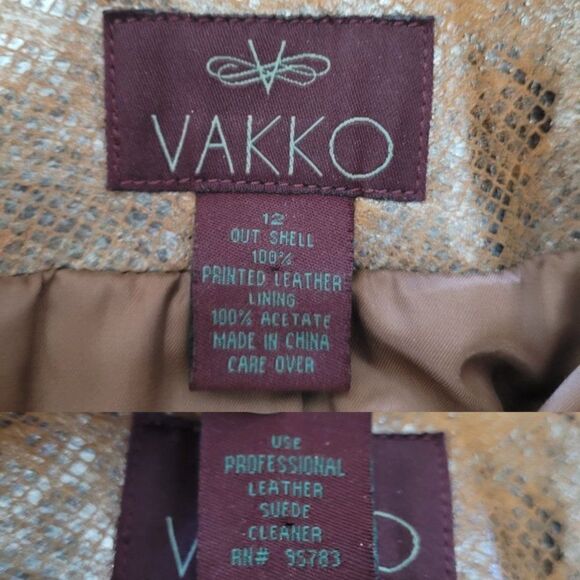 VAKKO
12
OUT SHELL
100%
PRINTED LEATHER
LINING
100% ACETATE
MADE IN CHINA
CARE OVER
USE
PROFESSIONAL
LEATHER
SUEDE
CLEANER
RN# 95783
V KO